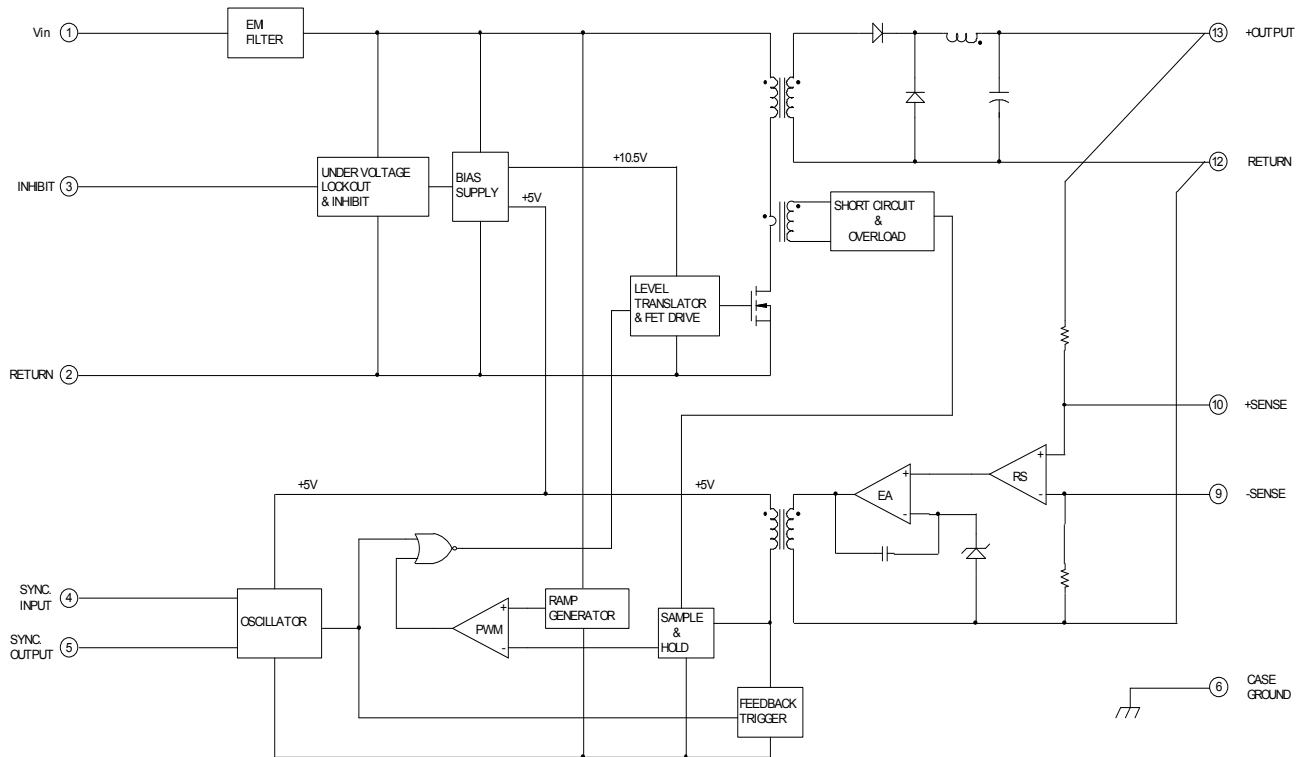 EMI
FILTER
Vin
1
13
+OUTPUT
+10.5V
12
RETURN
INHIBIT
3
UNDER VOLTAGE
LOCKOUT
& INHIBIT
BIAS
SUPPLY
+5V
SHORT CIRCUIT
&
OVERLOAD
LEVEL
TRANSLATOR
& FET DRIVE
RETURN
2
10
+SENSE
+
RS
-
+
EA
-
9
-SENSE
+5V
+5V
SYNC.
INPUT
4
OSCILLATOR
SYNC.
OUTPUT
5
+
PWM
-
RAMP
GENERATOR
SAMPLE
&
HOLD
FEEDBACK
TRIGGER
6
CASE
GROUND